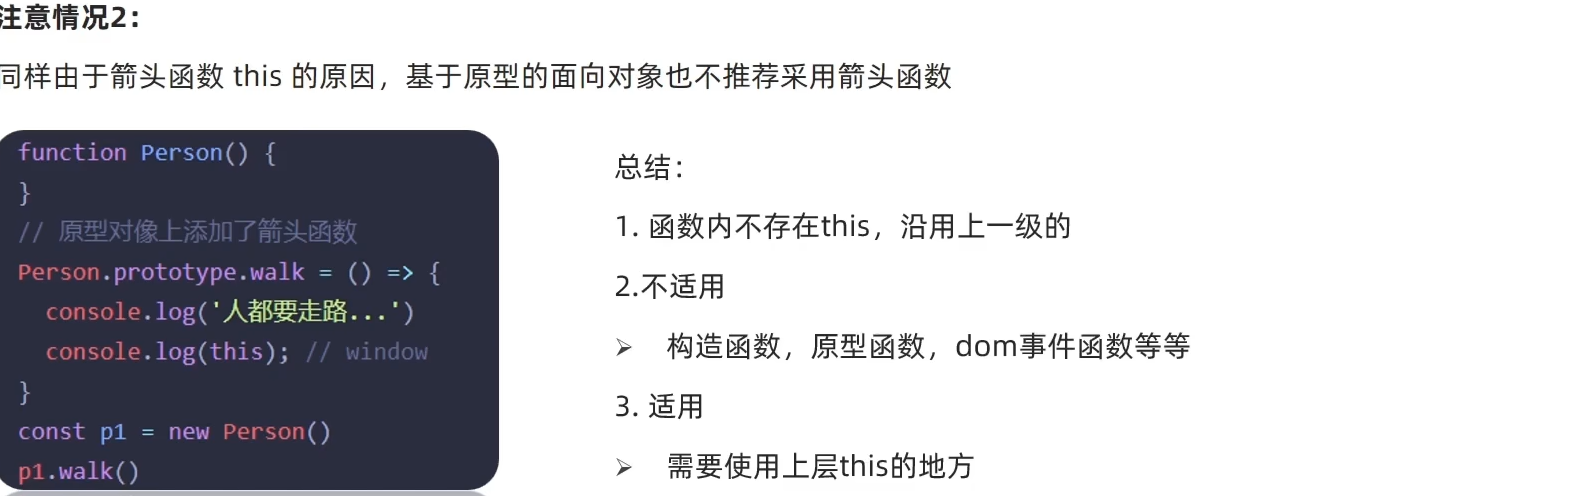 注意情况2：
同样由于箭头函数 this 的原因，基于原型的面向对象也不推荐采用箭头函数
function Person() {
}
// 原型对像上添加了箭头函数
Person.prototype.walk = () => {
  console.log('人都要走路...')
  console.log(this); // window
}
const p1 = new Person()
p1.walk()
总结：
1. 函数内不存在this，沿用上一级的
2.不适用
➢ 构造函数，原型函数，dom事件函数等等
3. 适用
➢ 需要使用上层this的地方